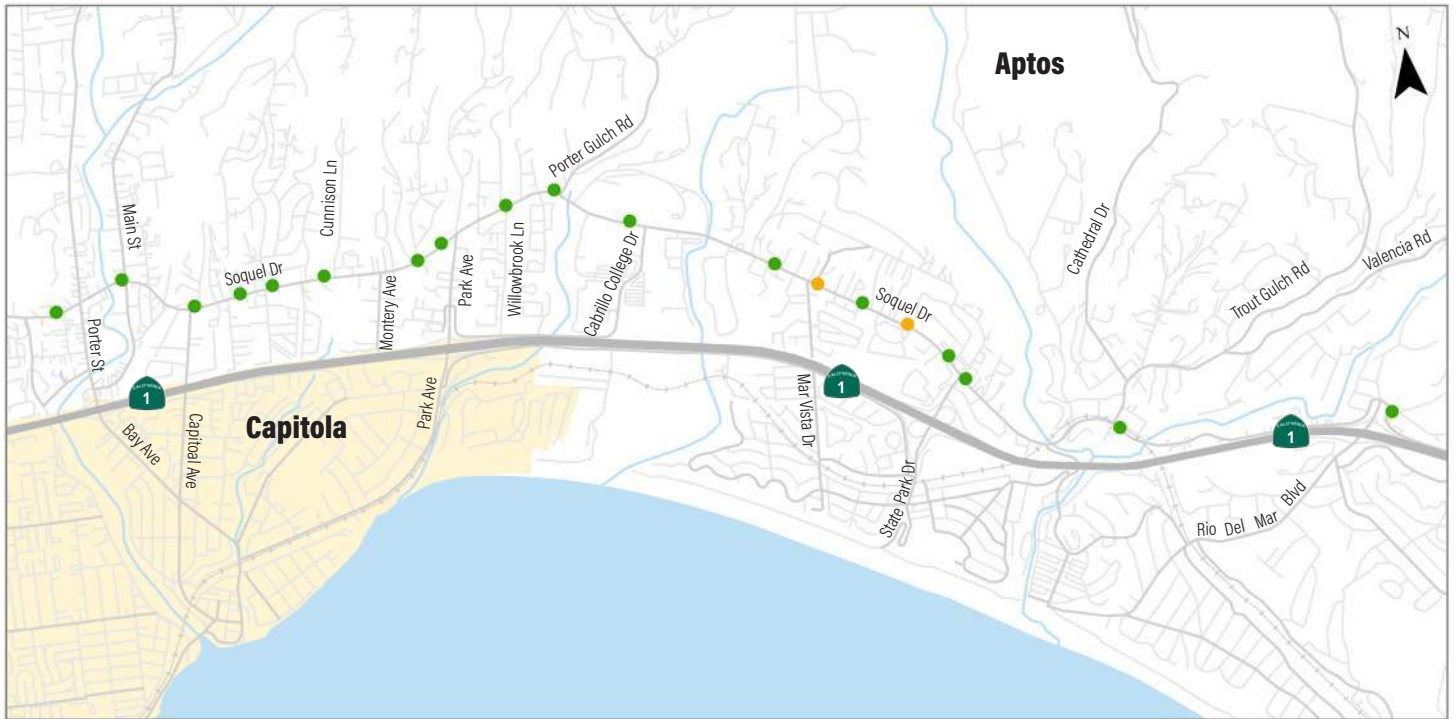 Aptos
N
Porter Gulch Rd
Main St
Cunnison Ln
Soquel Dr
Montery Ave
Park Ave
Willowbrook Ln
Cabrillo College Dr
Soquel Dr
Cathedral Dr
Trout Gulch Rd
Valencia Rd
Porter St
1
Capitola
Bay Ave
Capitoal Ave
Park Ave
Mar Vista Dr
1
State Park Dr
1
Rio Del Mar Blvd